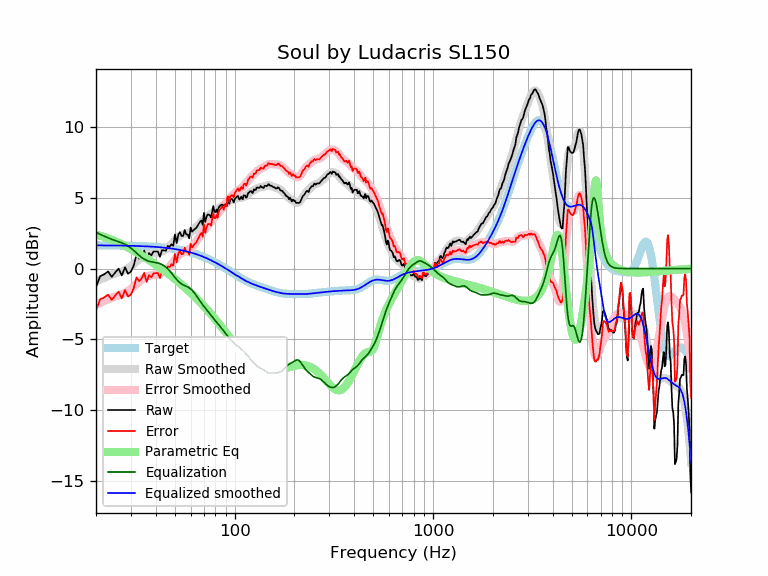 Soul by Ludacris SL150
Amplitude (dBr)
10
5
0
−5
−10
−15
Target
Raw Smoothed
Error Smoothed
Raw
Error
Parametric Eq
Equalization
Equalized smoothed
100
1000
10000
Frequency (Hz)